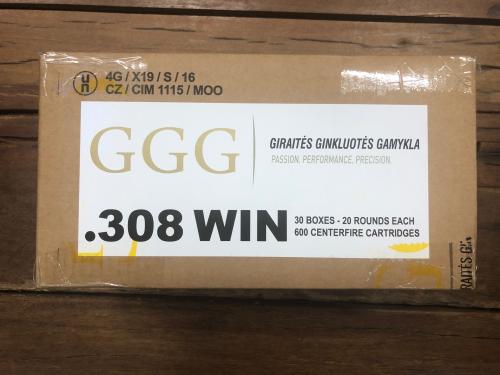 un
4G / X19 / S / 16
CZ / CIM 1115 / MOO
GGG
GIRAITĖS GINKLUOTĖS GAMYKLA
PASSION. PERFORMANCE. PRECISION.
.308 WIN
30 BOXES - 20 ROUNDS EACH
600 CENTERFIRE CARTRIDGES